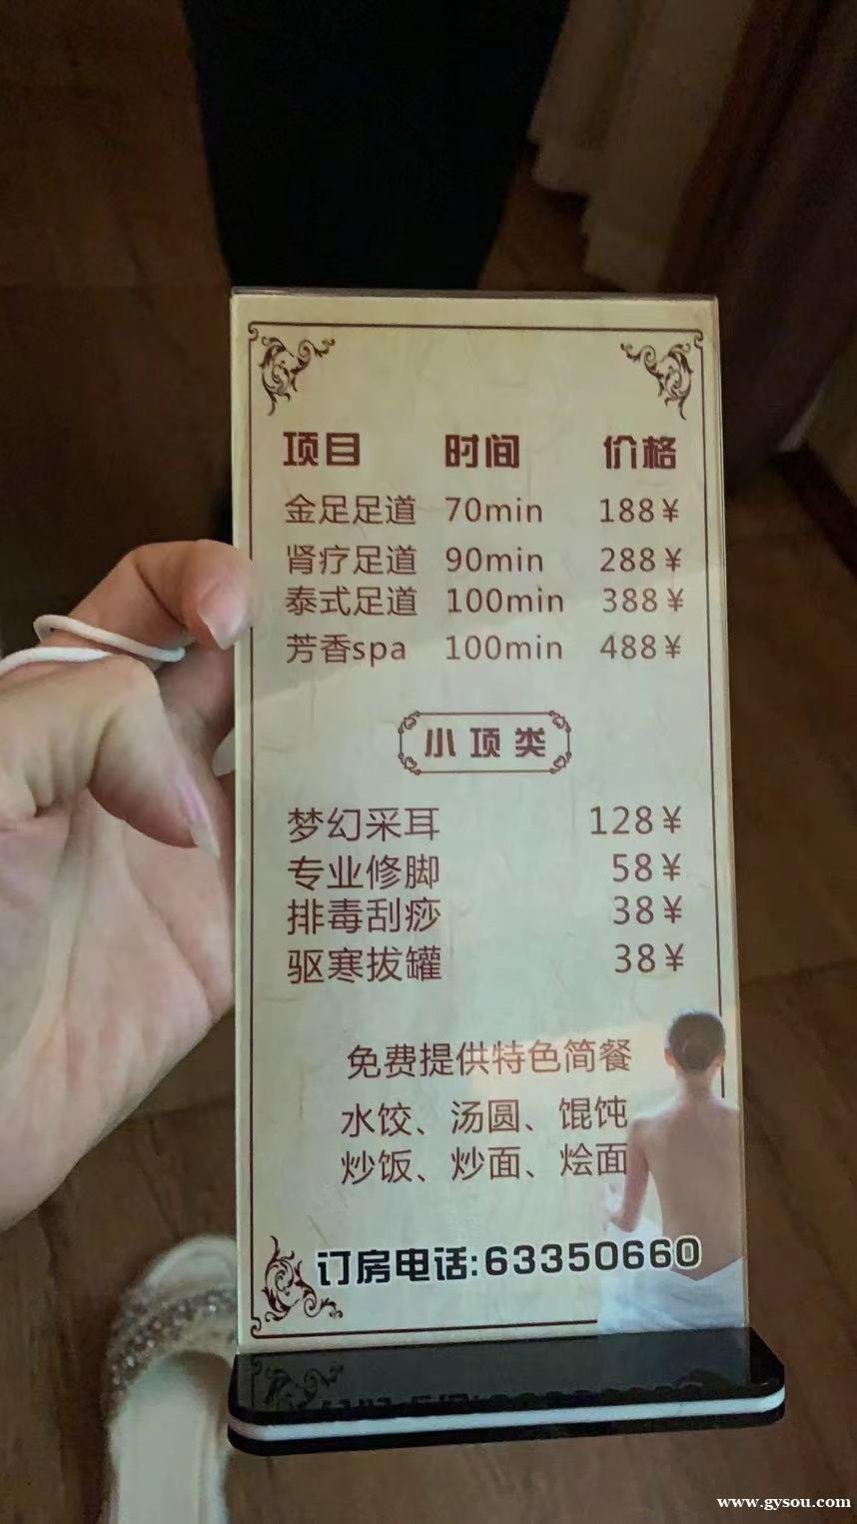 项目 时间 价格
金足足道 70min 188¥
肾疗足道 90min 288¥
泰式足道 100min 388¥
芳香spa 100min 488¥
小项类
梦幻采耳 128¥
专业修脚 58¥
排毒刮痧 38¥
驱寒拔罐 38¥
免费提供特色简餐
水饺、汤圆、馄饨
炒饭、炒面、烩面
订房电话:63350660
www.gysou.com